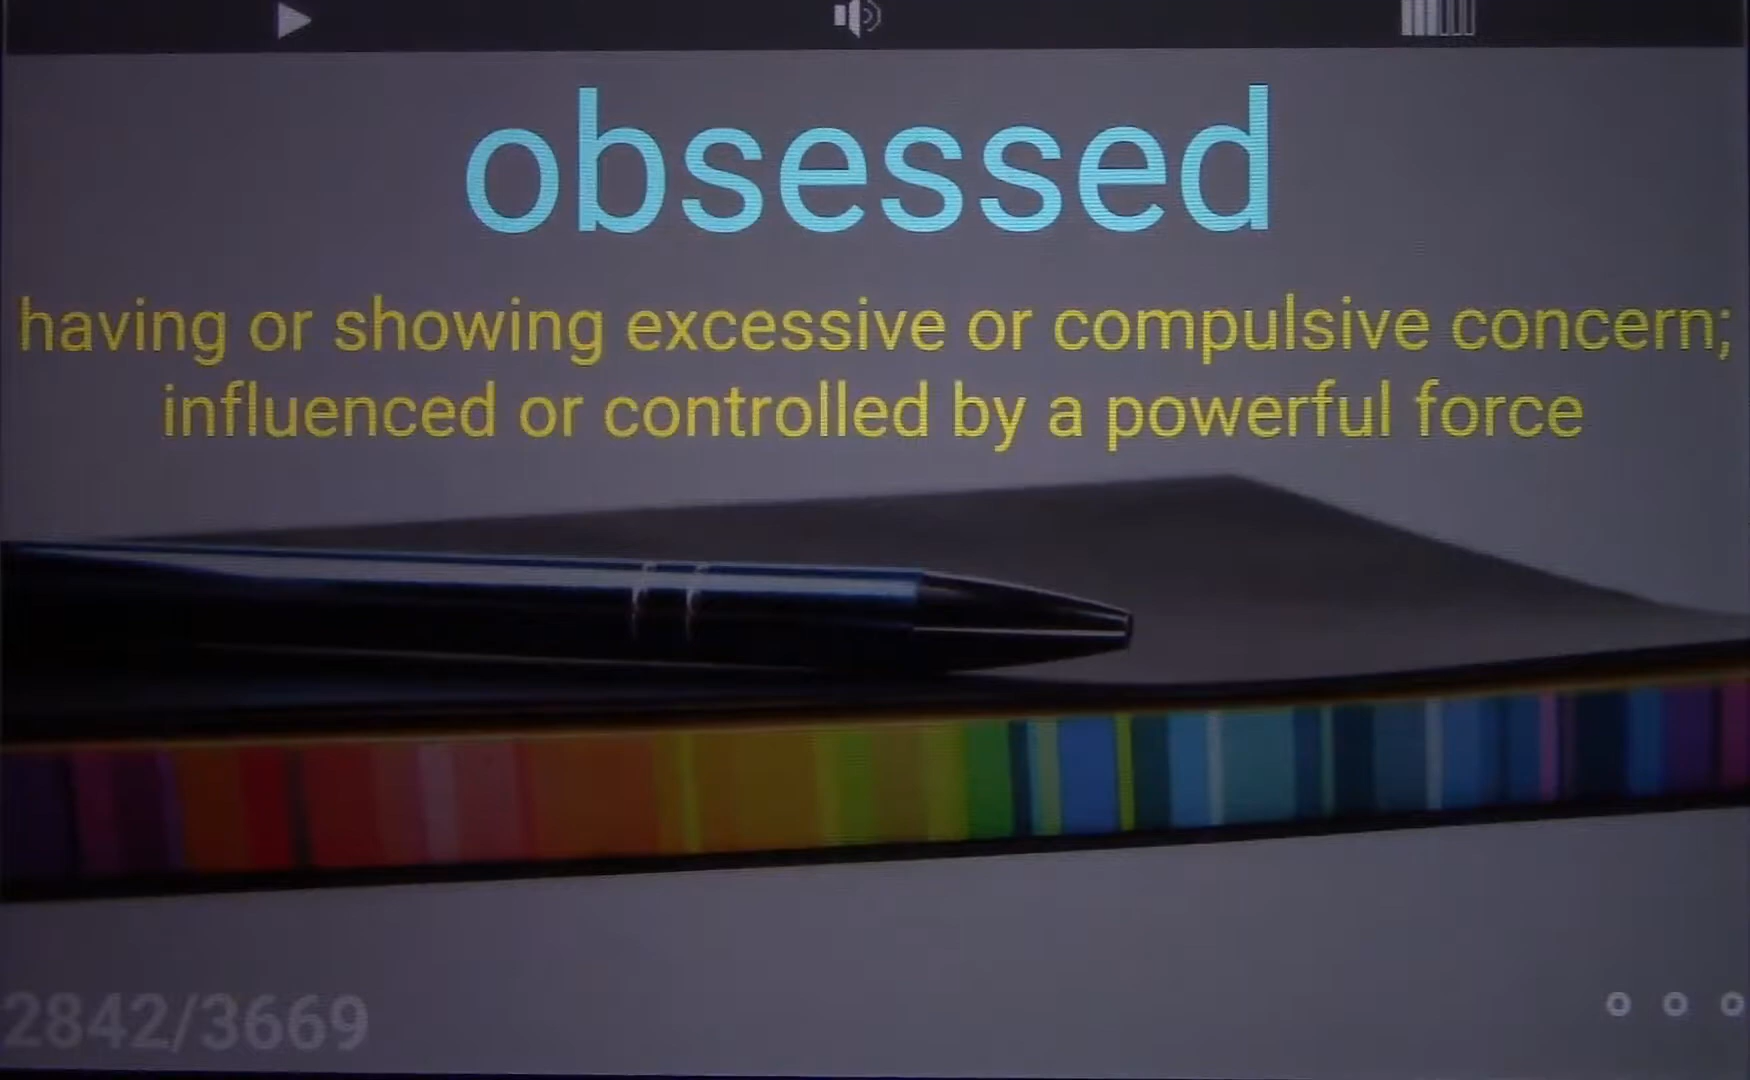 obsessed
having or showing excessive or compulsive concern;
influenced or controlled by a powerful force
2842/3669